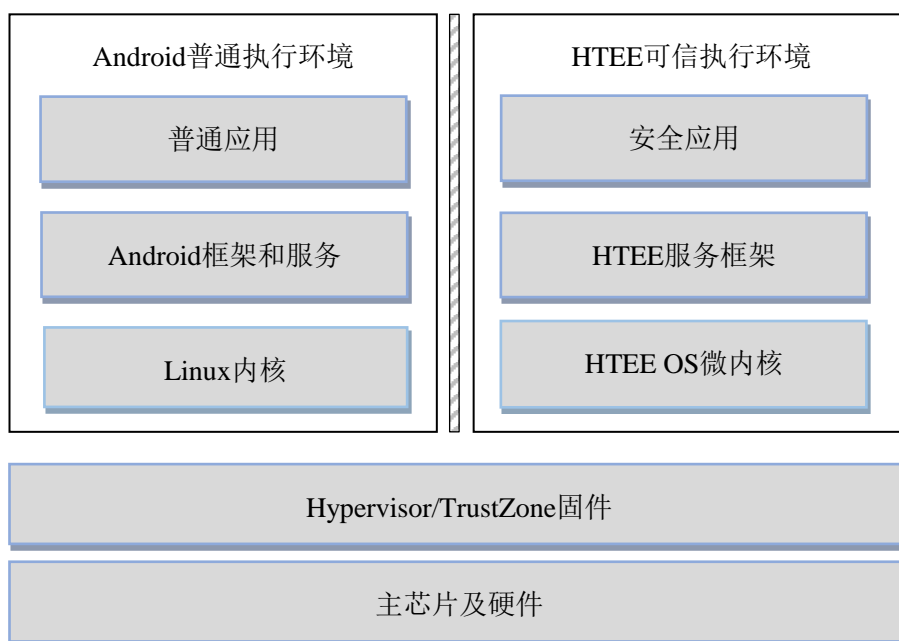 Android普通执行环境
普通应用
Android框架和服务
Linux内核
HTEE可信执行环境
安全应用
HTEE服务框架
HTEE OS微内核
Hypervisor/TrustZone固件
主芯片及硬件